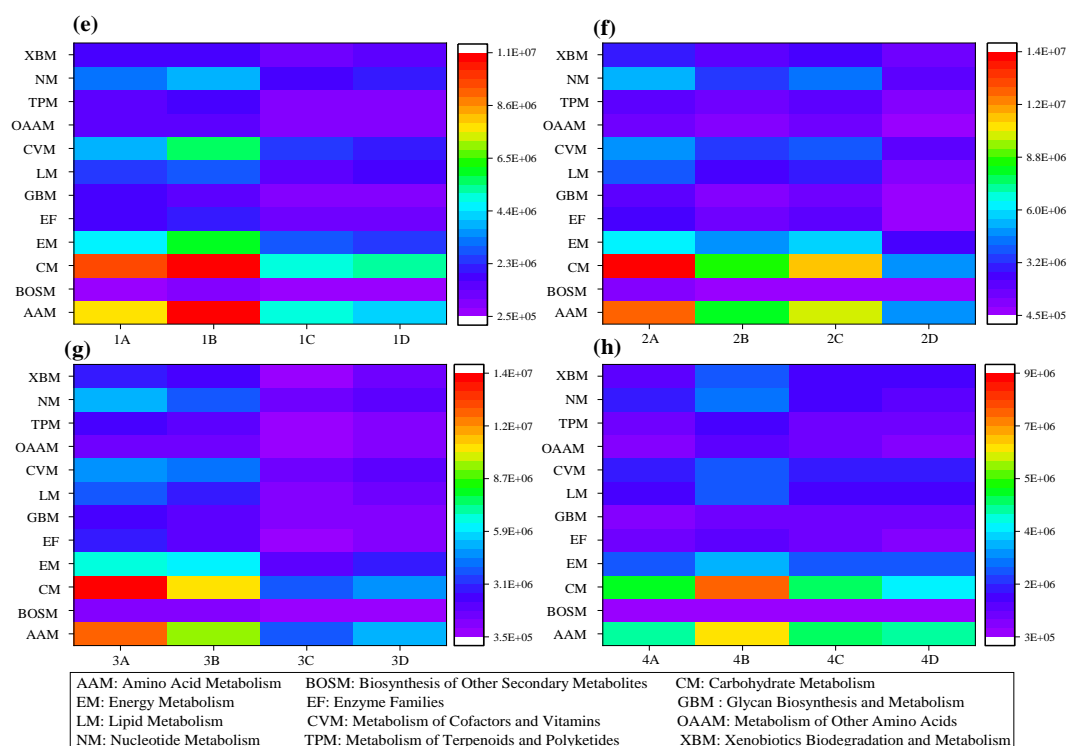 (e)
XBM
NM
TPM
OAAM
CVM
LM
GBM
EF
EM
CM
BOSM
AAM
1A 1B 1C 1D
1.1E+07
8.6E+06
6.5E+06
4.4E+06
2.3E+06
2.5E+05
(f)
XBM
NM
TPM
OAAM
CVM
LM
GBM
EF
EM
CM
BOSM
AAM
2A 2B 2C 2D
1.4E+07
1.2E+07
8.8E+06
6.0E+06
3.2E+06
4.5E+05
(g)
XBM
NM
TPM
OAAM
CVM
LM
GBM
EF
EM
CM
BOSM
AAM
3A 3B 3C 3D
1.4E+07
1.2E+07
8.7E+06
5.9E+06
3.1E+06
3.5E+05
(h)
XBM
NM
TPM
OAAM
CVM
LM
GBM
EF
EM
CM
BOSM
AAM
4A 4B 4C 4D
9E+06
7E+06
5E+06
4E+06
2E+06
3E+05
AAM: Amino Acid Metabolism BOSM: Biosynthesis of Other Secondary Metabolites CM: Carbohydrate Metabolism
EM: Energy Metabolism EF: Enzyme Families GBM : Glycan Biosynthesis and Metabolism
LM: Lipid Metabolism CVM: Metabolism of Cofactors and Vitamins OAAM: Metabolism of Other Amino Acids
NM: Nucleotide Metabolism TPM: Metabolism of Terpenoids and Polyketides XBM: Xenobiotics Biodegradation and Metabolism